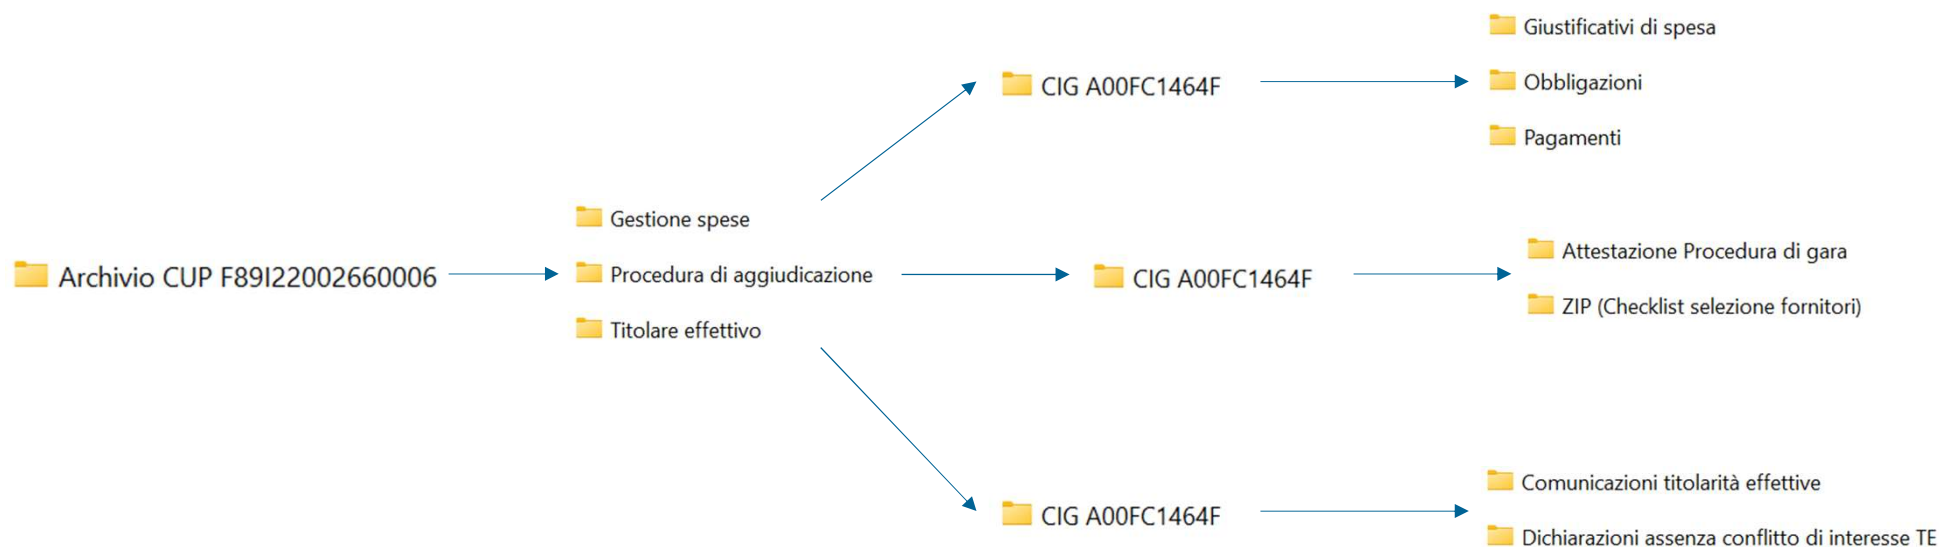 Archivio CUP F89I22002660006
Gestione spese
Procedura di aggiudicazione
Titolare effettivo
CIG A00FC1464F
Giustificativi di spesa
Obbligazioni
Pagamenti
CIG A00FC1464F
Attestazione Procedura di gara
ZIP (Checklist selezione fornitori)
CIG A00FC1464F
Comunicazioni titolarità effettive
Dichiarazioni assenza conflitto di interesse TE